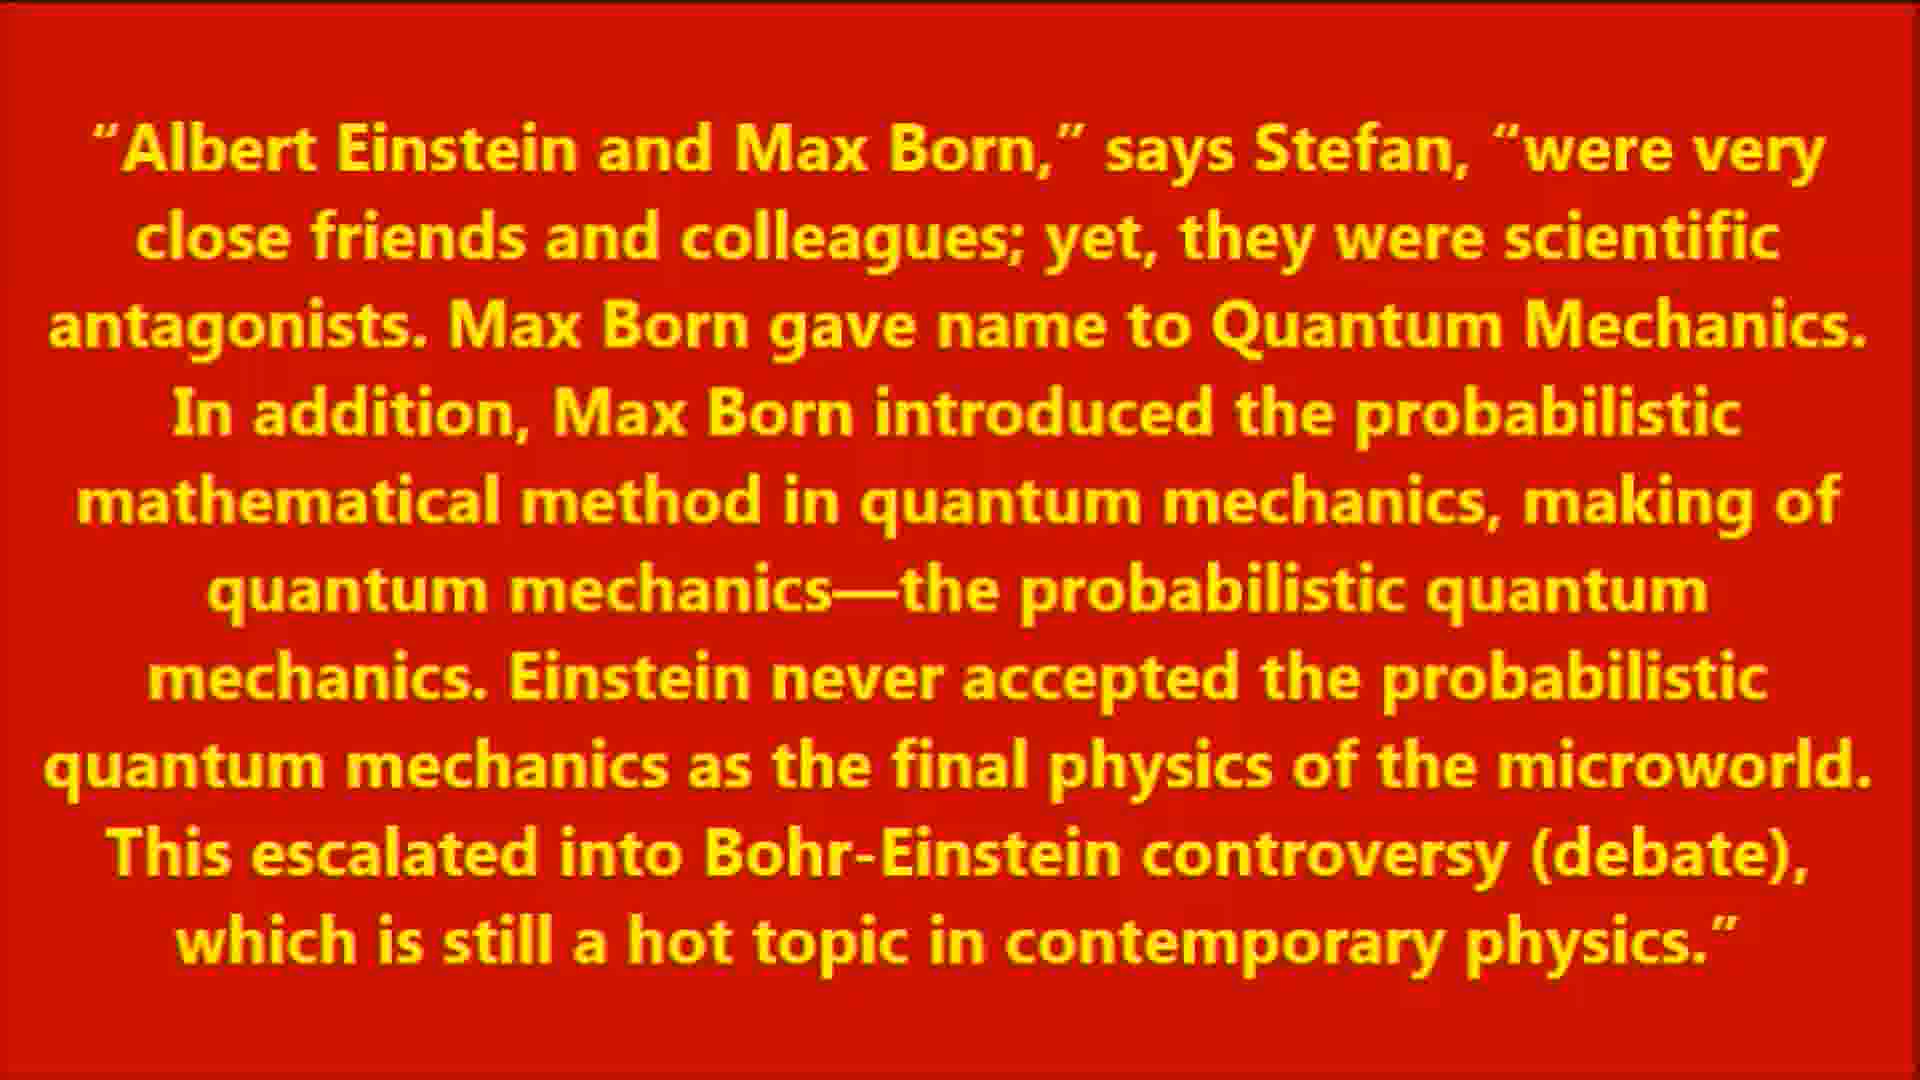 “Albert Einstein and Max Born,” says Stefan, “were very
close friends and colleagues; yet, they were scientific
antagonists. Max Born gave name to Quantum Mechanics.
In addition, Max Born introduced the probabilistic
mathematical method in quantum mechanics, making of
quantum mechanics—the probabilistic quantum
mechanics. Einstein never accepted the probabilistic
quantum mechanics as the final physics of the microworld.
This escalated into Bohr-Einstein controversy (debate),
which is still a hot topic in contemporary physics.”